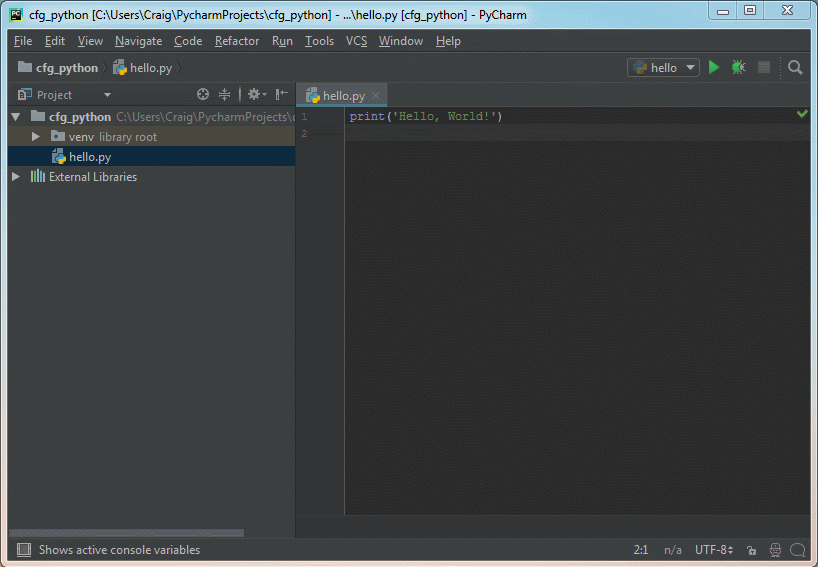 cfg_python [C:\Users\Craig\PycharmProjects\cfg_python] - ...\hello.py [cfg_python] - PyCharm
File Edit View Navigate Code Refactor Run Tools VCS Window Help
cfg_python hello.py hello
Project hello.py
cfg_python C:\Users\Craig\PycharmProjects\c
venv library root
hello.py
External Libraries
1 print('Hello, World!')
2
Shows active console variables 2:1 n/a UTF-8